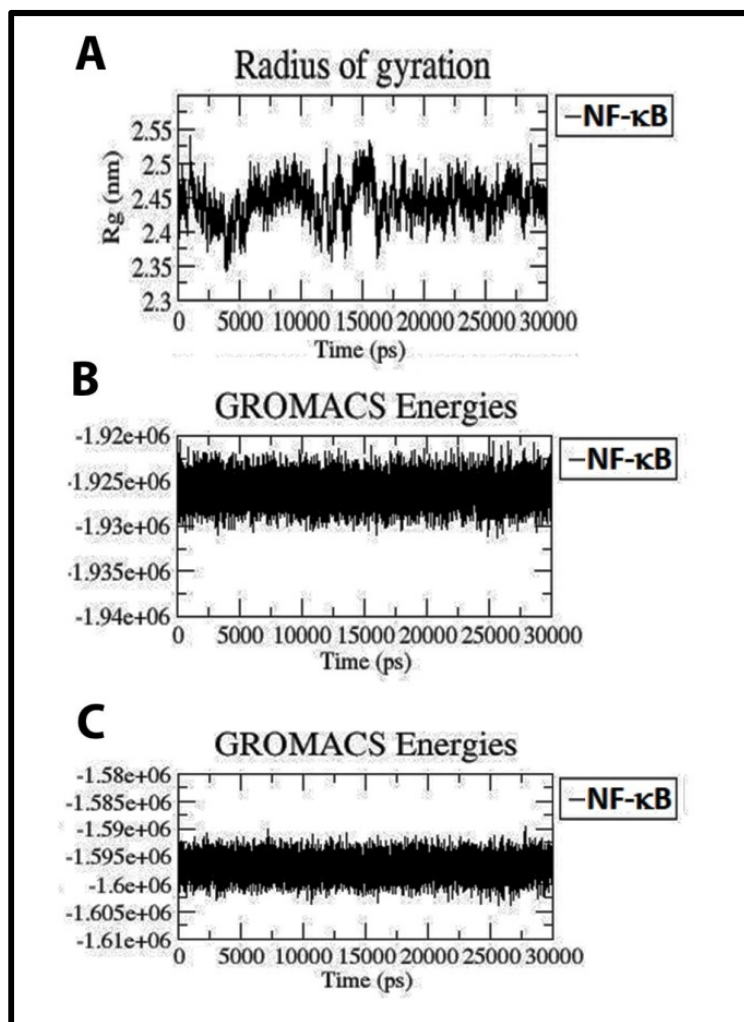 A
Radius of gyration
–NF-κB
Rg (nm)
2.55
2.5
2.45
2.4
2.35
2.3
0 5000 10000 15000 20000 25000 30000
Time (ps)
B
GROMACS Energies
–NF-κB
-1.92e+06
-1.925e+06
-1.93e+06
-1.935e+06
-1.94e+06
0 5000 10000 15000 20000 25000 30000
Time (ps)
C
GROMACS Energies
–NF-κB
-1.58e+06
-1.585e+06
-1.59e+06
-1.595e+06
-1.6e+06
-1.605e+06
-1.61e+06
0 5000 10000 15000 20000 25000 30000
Time (ps)